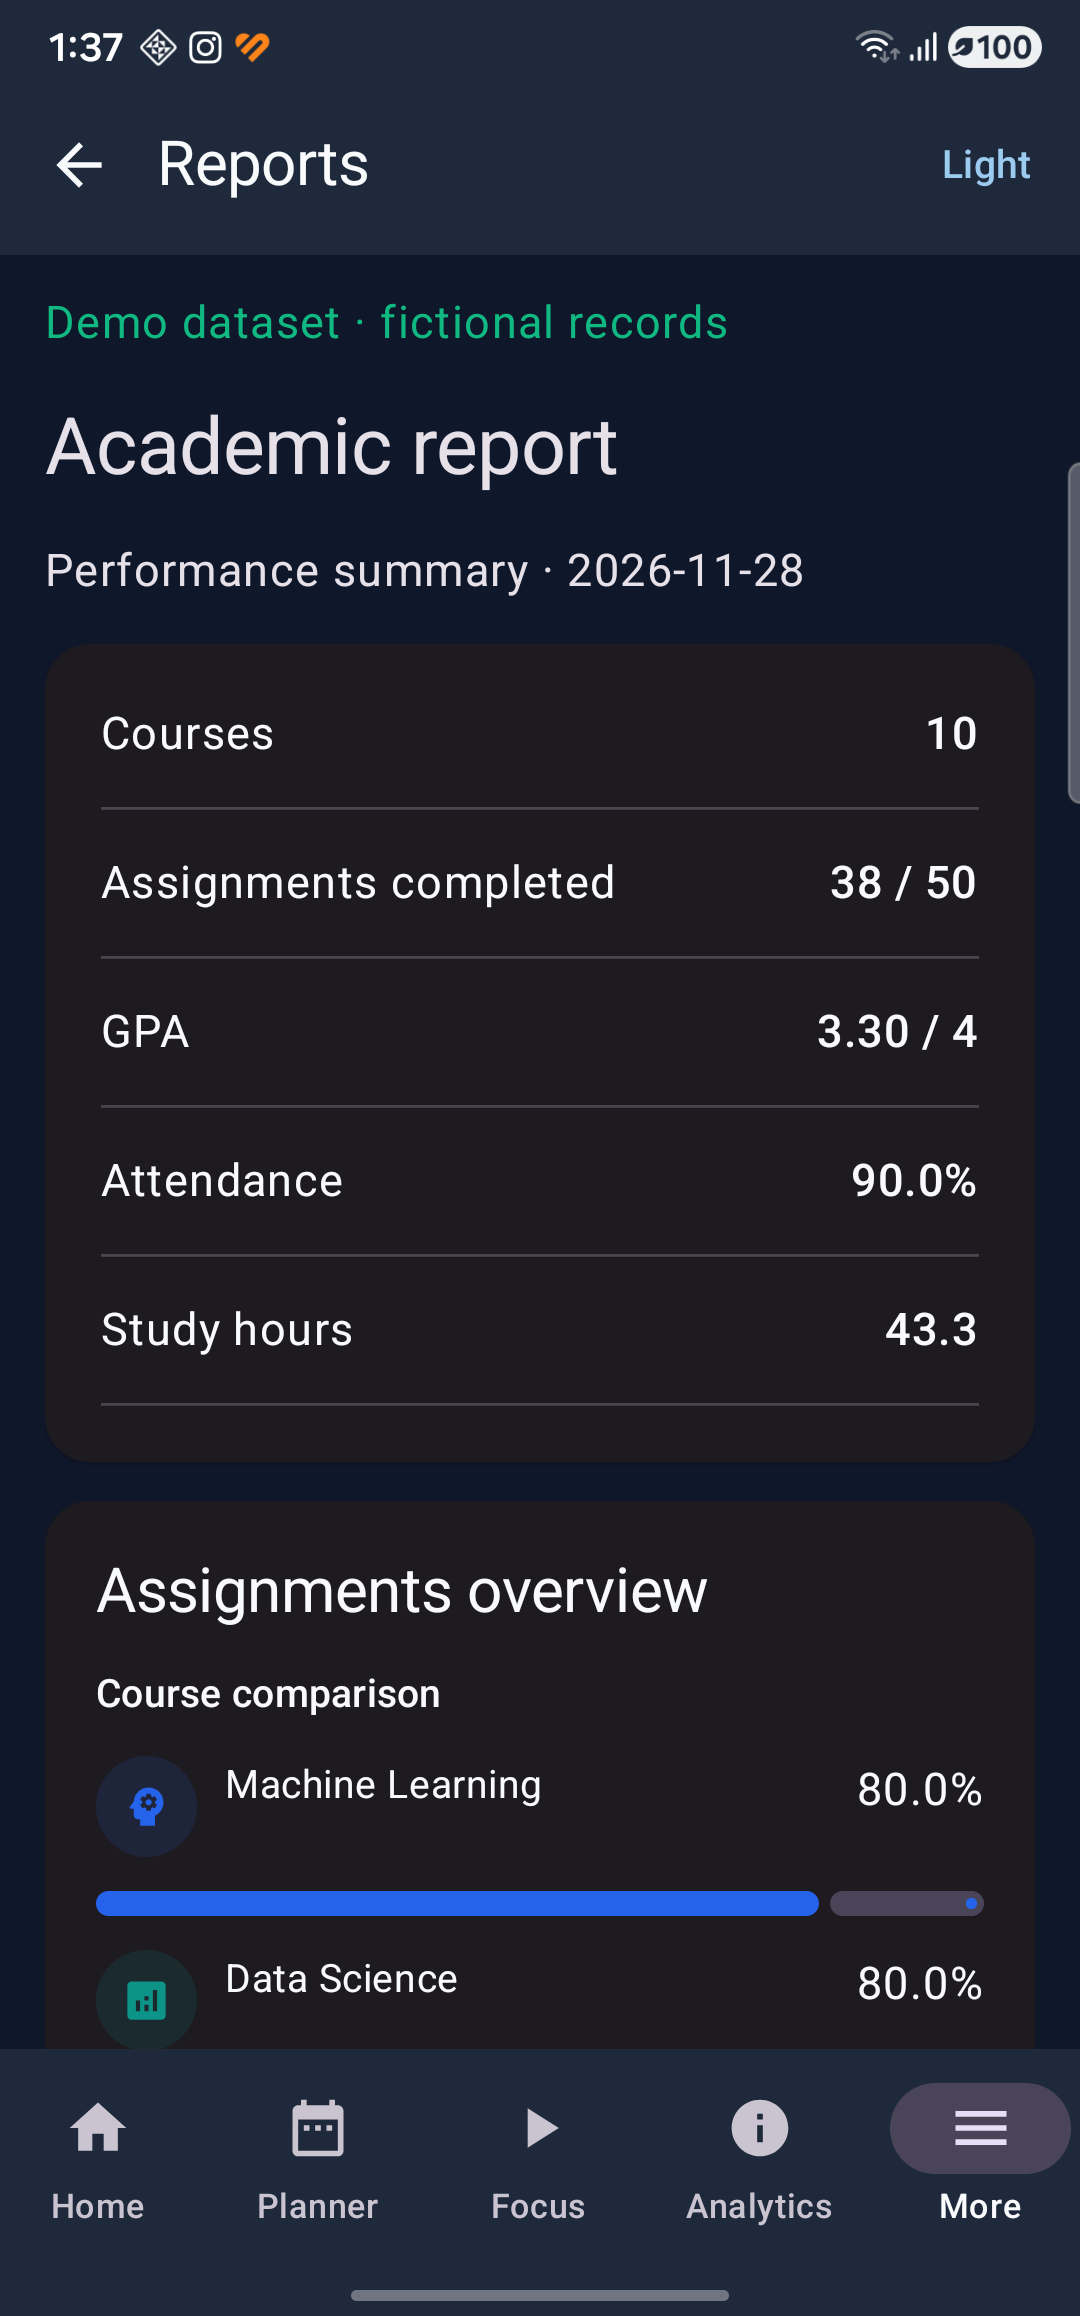 1:37
100
Reports
Light
Demo dataset · fictional records
Academic report
Performance summary · 2026-11-28
Courses 10
Assignments completed 38 / 50
GPA 3.30 / 4
Attendance 90.0%
Study hours 43.3
Assignments overview
Course comparison
Machine Learning 80.0%
Data Science 80.0%
Home Planner Focus Analytics More